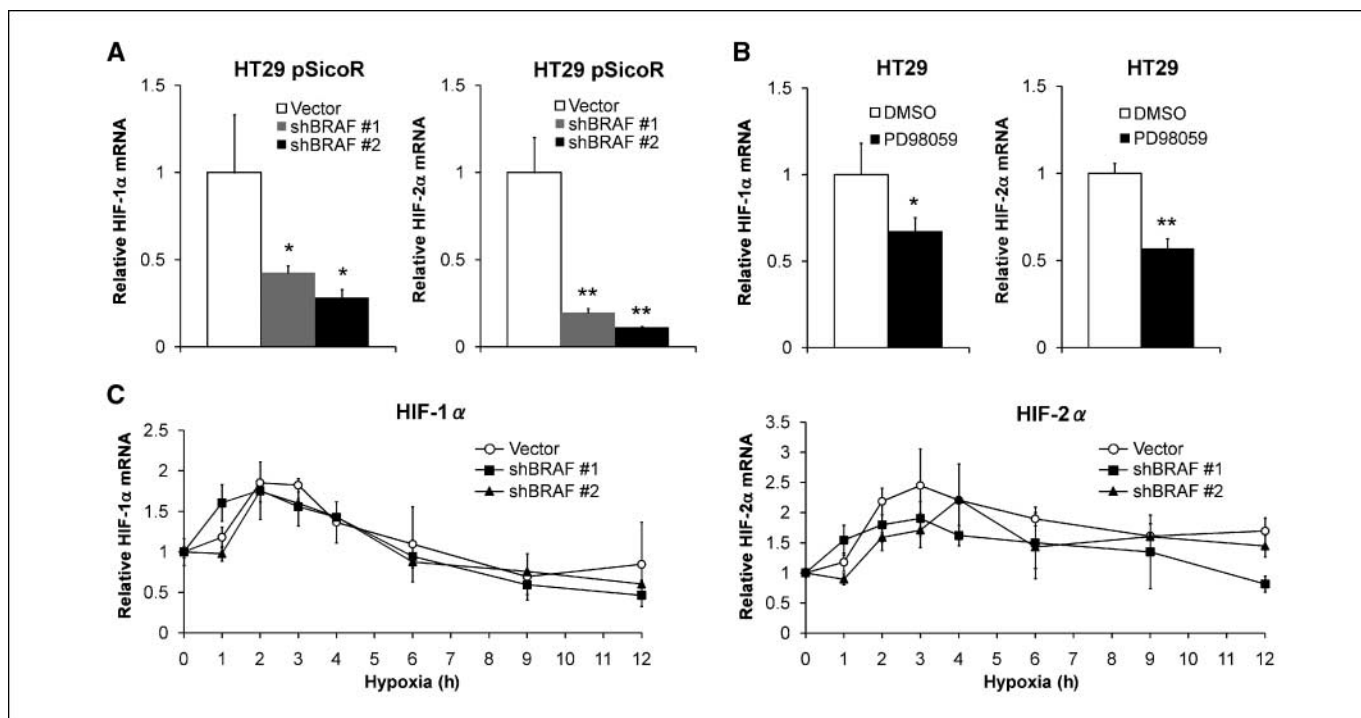 A
HT29 pSicoR
Relative HIF-1α mRNA
1.5
1
0.5
0
Vector
shBRAF #1
shBRAF #2
*
*
HT29 pSicoR
Relative HIF-2α mRNA
1.5
1
0.5
0
Vector
shBRAF #1
shBRAF #2
**
**
B
HT29
Relative HIF-1α mRNA
1.5
1
0.5
0
DMSO
PD98059
*
HT29
Relative HIF-2α mRNA
1.5
1
0.5
0
DMSO
PD98059
**
C
HIF-1α
Relative HIF-1α mRNA
2.5
2
1.5
1
0.5
0
Vector
shBRAF #1
shBRAF #2
0 1 2 3 4 5 6 7 8 9 10 11 12
Hypoxia (h)
HIF-2α
Relative HIF-2α mRNA
3.5
3
2.5
2
1.5
1
0.5
0
Vector
shBRAF #1
shBRAF #2
0 1 2 3 4 5 6 7 8 9 10 11 12
Hypoxia (h)